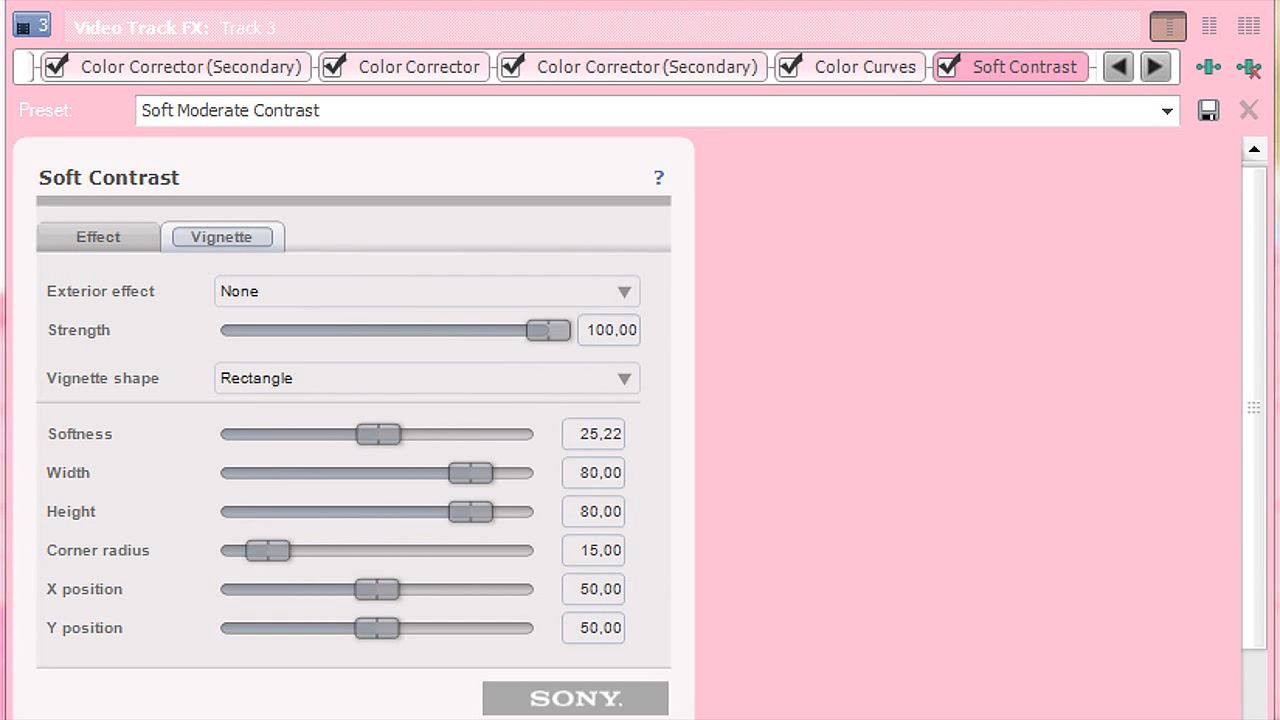 3 Video Track FX: Track 3
Color Corrector (Secondary) Color Corrector Color Corrector (Secondary) Color Curves Soft Contrast
Preset: Soft Moderate Contrast
Soft Contrast ?
Effect Vignette
Exterior effect None
Strength 100,00
Vignette shape Rectangle
Softness 25,22
Width 80,00
Height 80,00
Corner radius 15,00
X position 50,00
Y position 50,00
SONY.